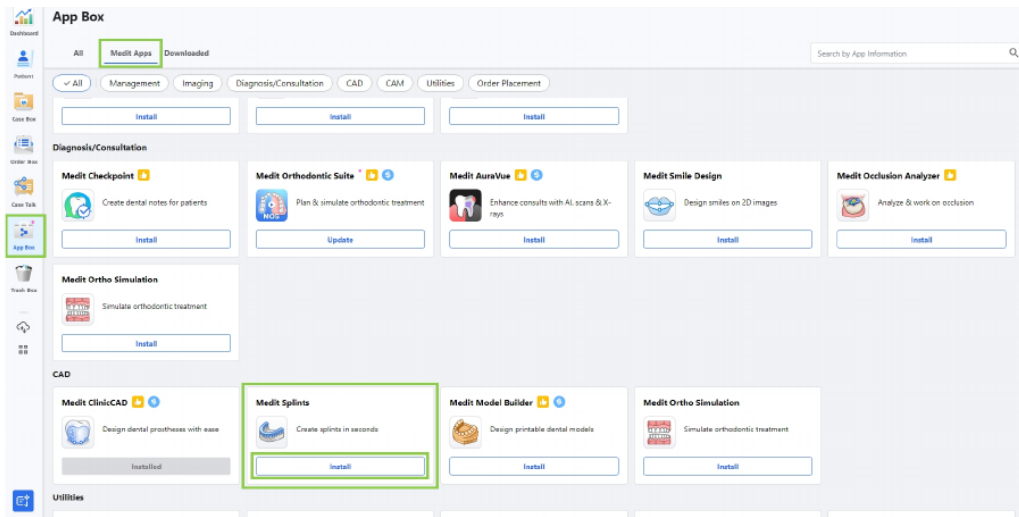 App Box
Dashboard
Patient
Case Box
Order Box
Case Talk
App Box
Trash Box
All
Medit Apps
Downloaded
Search by App Information
All
Management
Imaging
Diagnosis/Consultation
CAD
CAM
Utilities
Order Placement
Install
Install
Install
Diagnosis/Consultation
Medit Checkpoint
Create dental notes for patients
Install
Medit Orthodontic Suite
NOS
Plan & simulate orthodontic treatment
Update
Medit AuraVue
Enhance consults with AI, scans & X-
rays
Install
Medit Smile Design
Design smiles on 2D images
Install
Medit Occlusion Analyzer
Analyze & work on occlusion
Install
Medit Ortho Simulation
Simulate orthodontic treatment
Install
CAD
Medit ClinicCAD
Design dental prostheses with ease
Installed
Medit Splints
Create splints in seconds
Install
Medit Model Builder
Design printable dental models
Install
Medit Ortho Simulation
Simulate orthodontic treatment
Install
Utilities